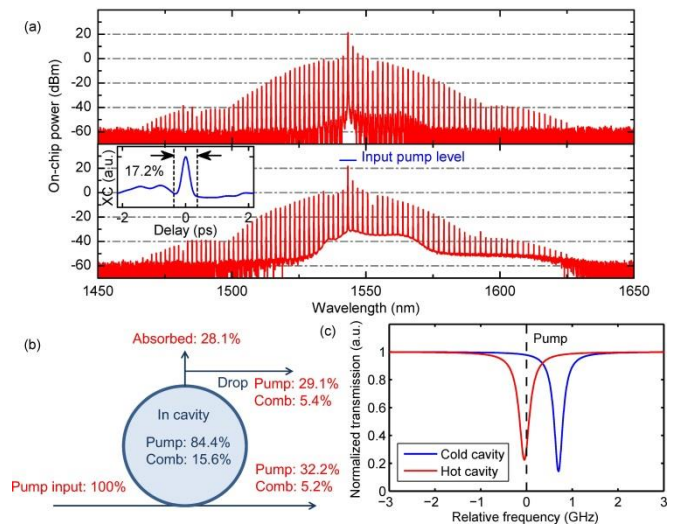 (a)
20
0
−20
−40
−60
On-chip power (dBm)
20
0
−20
−40
−60
Input pump level
XC (a.u.)
17.2%
−2 0 2
Delay (ps)
1450 1500 1550 1600 1650
Wavelength (nm)
(b)
Absorbed: 28.1%
Drop
Pump: 29.1%
Comb: 5.4%
In cavity
Pump: 84.4%
Comb: 15.6%
Pump: 32.2%
Comb: 5.2%
Pump input: 100%
(c)
Pump
Normalized transmission (a.u.)
1
0.8
0.6
0.4
0.2
0
Cold cavity
Hot cavity
−3 −2 −1 0 1 2 3
Relative frequency (GHz)